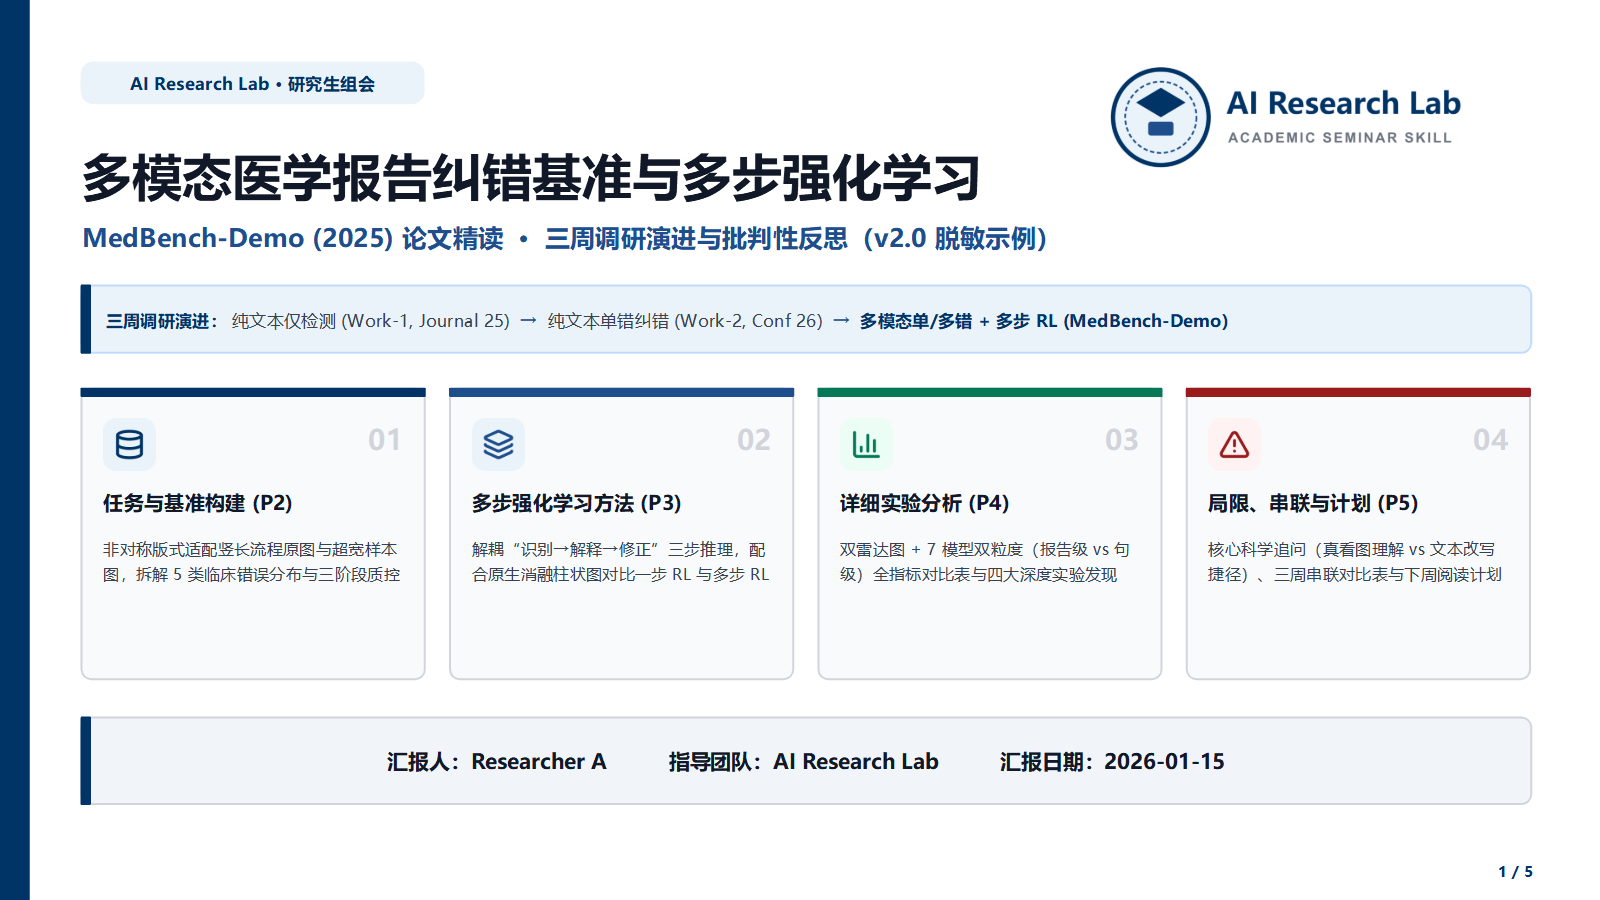 AI Research Lab • 研究生组会
AI Research Lab
ACADEMIC SEMINAR SKILL
多模态医学报告纠错基准与多步强化学习
MedBench-Demo (2025) 论文精读 • 三周调研演进与批判性反思（v2.0 脱敏示例）
三周调研演进： 纯文本仅检测 (Work-1, Journal 25) → 纯文本单错纠错 (Work-2, Conf 26) → 多模态单/多错 + 多步 RL (MedBench-Demo)
01
任务与基准构建 (P2)
非对称版式适配竖长流程原图与超宽样本
图，拆解 5 类临床错误分布与三阶段质控
02
多步强化学习方法 (P3)
解耦“识别→解释→修正”三步推理，配
合原生消融柱状图对比一步 RL 与多步 RL
03
详细实验分析 (P4)
双雷达图 + 7 模型双粒度（报告级 vs 句
级）全指标对比表与四大深度实验发现
04
局限、串联与计划 (P5)
核心科学追问（真看图理解 vs 文本改写
捷径）、三周串联对比表与下周阅读计划
汇报人：Researcher A 指导团队：AI Research Lab 汇报日期：2026-01-15
1 / 5